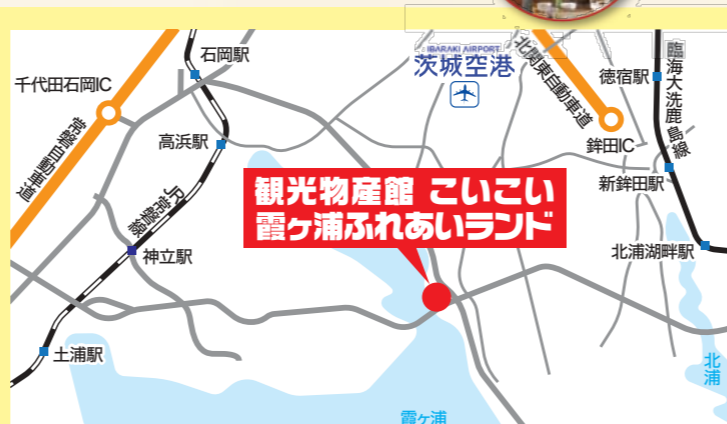 石岡駅
IBARAKI AIRPORT
茨城空港
北関東自動車道
徳宿駅
臨海大洗鹿島線
千代田石岡IC
高浜駅
鉾田IC
常磐自動車道
新鉾田駅
観光物産館 こいこい
霞ヶ浦ふれあいランド
JR常磐線
神立駅
北浦湖畔駅
土浦駅
北浦
霞ヶ浦